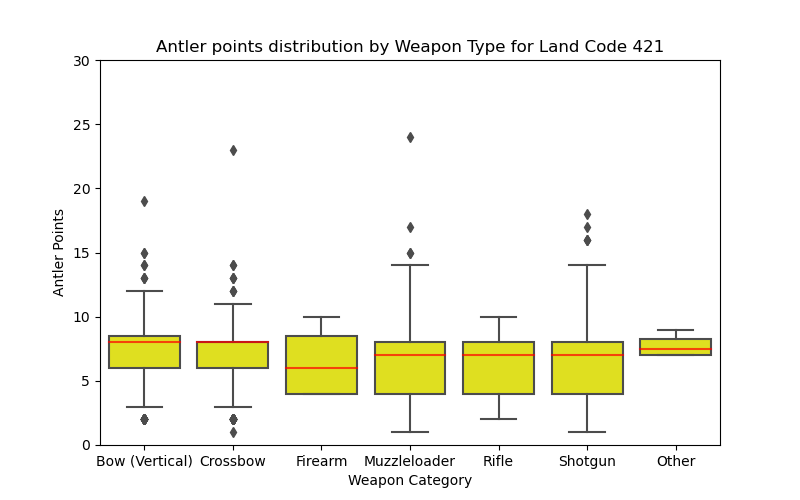 Antler points distribution by Weapon Type for Land Code 421
30
25
20
15
10
5
0
Antler Points
Bow (Vertical) Crossbow Firearm Muzzleloader Rifle Shotgun Other
Weapon Category